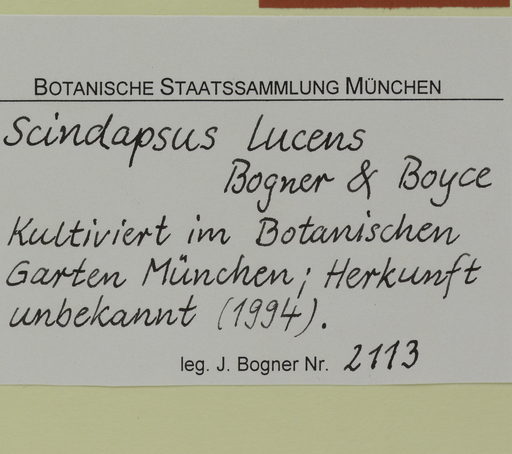 BOTANISCHE STAATSSAMMLUNG MÜNCHEN
Scindapsus lucens
Bogner & Boyce
Kultiviert im Botanischen
Garten München; Herkunft
unbekannt (1994).
leg. J. Bogner Nr. 2113